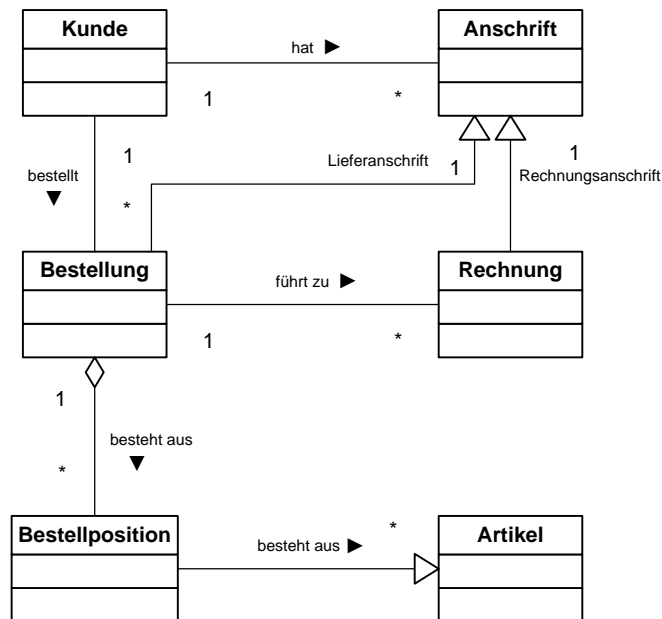 Kunde
Anschrift
hat ►
1
*
1
Lieferanschrift
1
1
bestellt
Rechnungsanschrift
▼
*
Bestellung
Rechnung
führt zu ►
1
*
1
besteht aus
▼
*
Bestellposition
*
Artikel
besteht aus ►